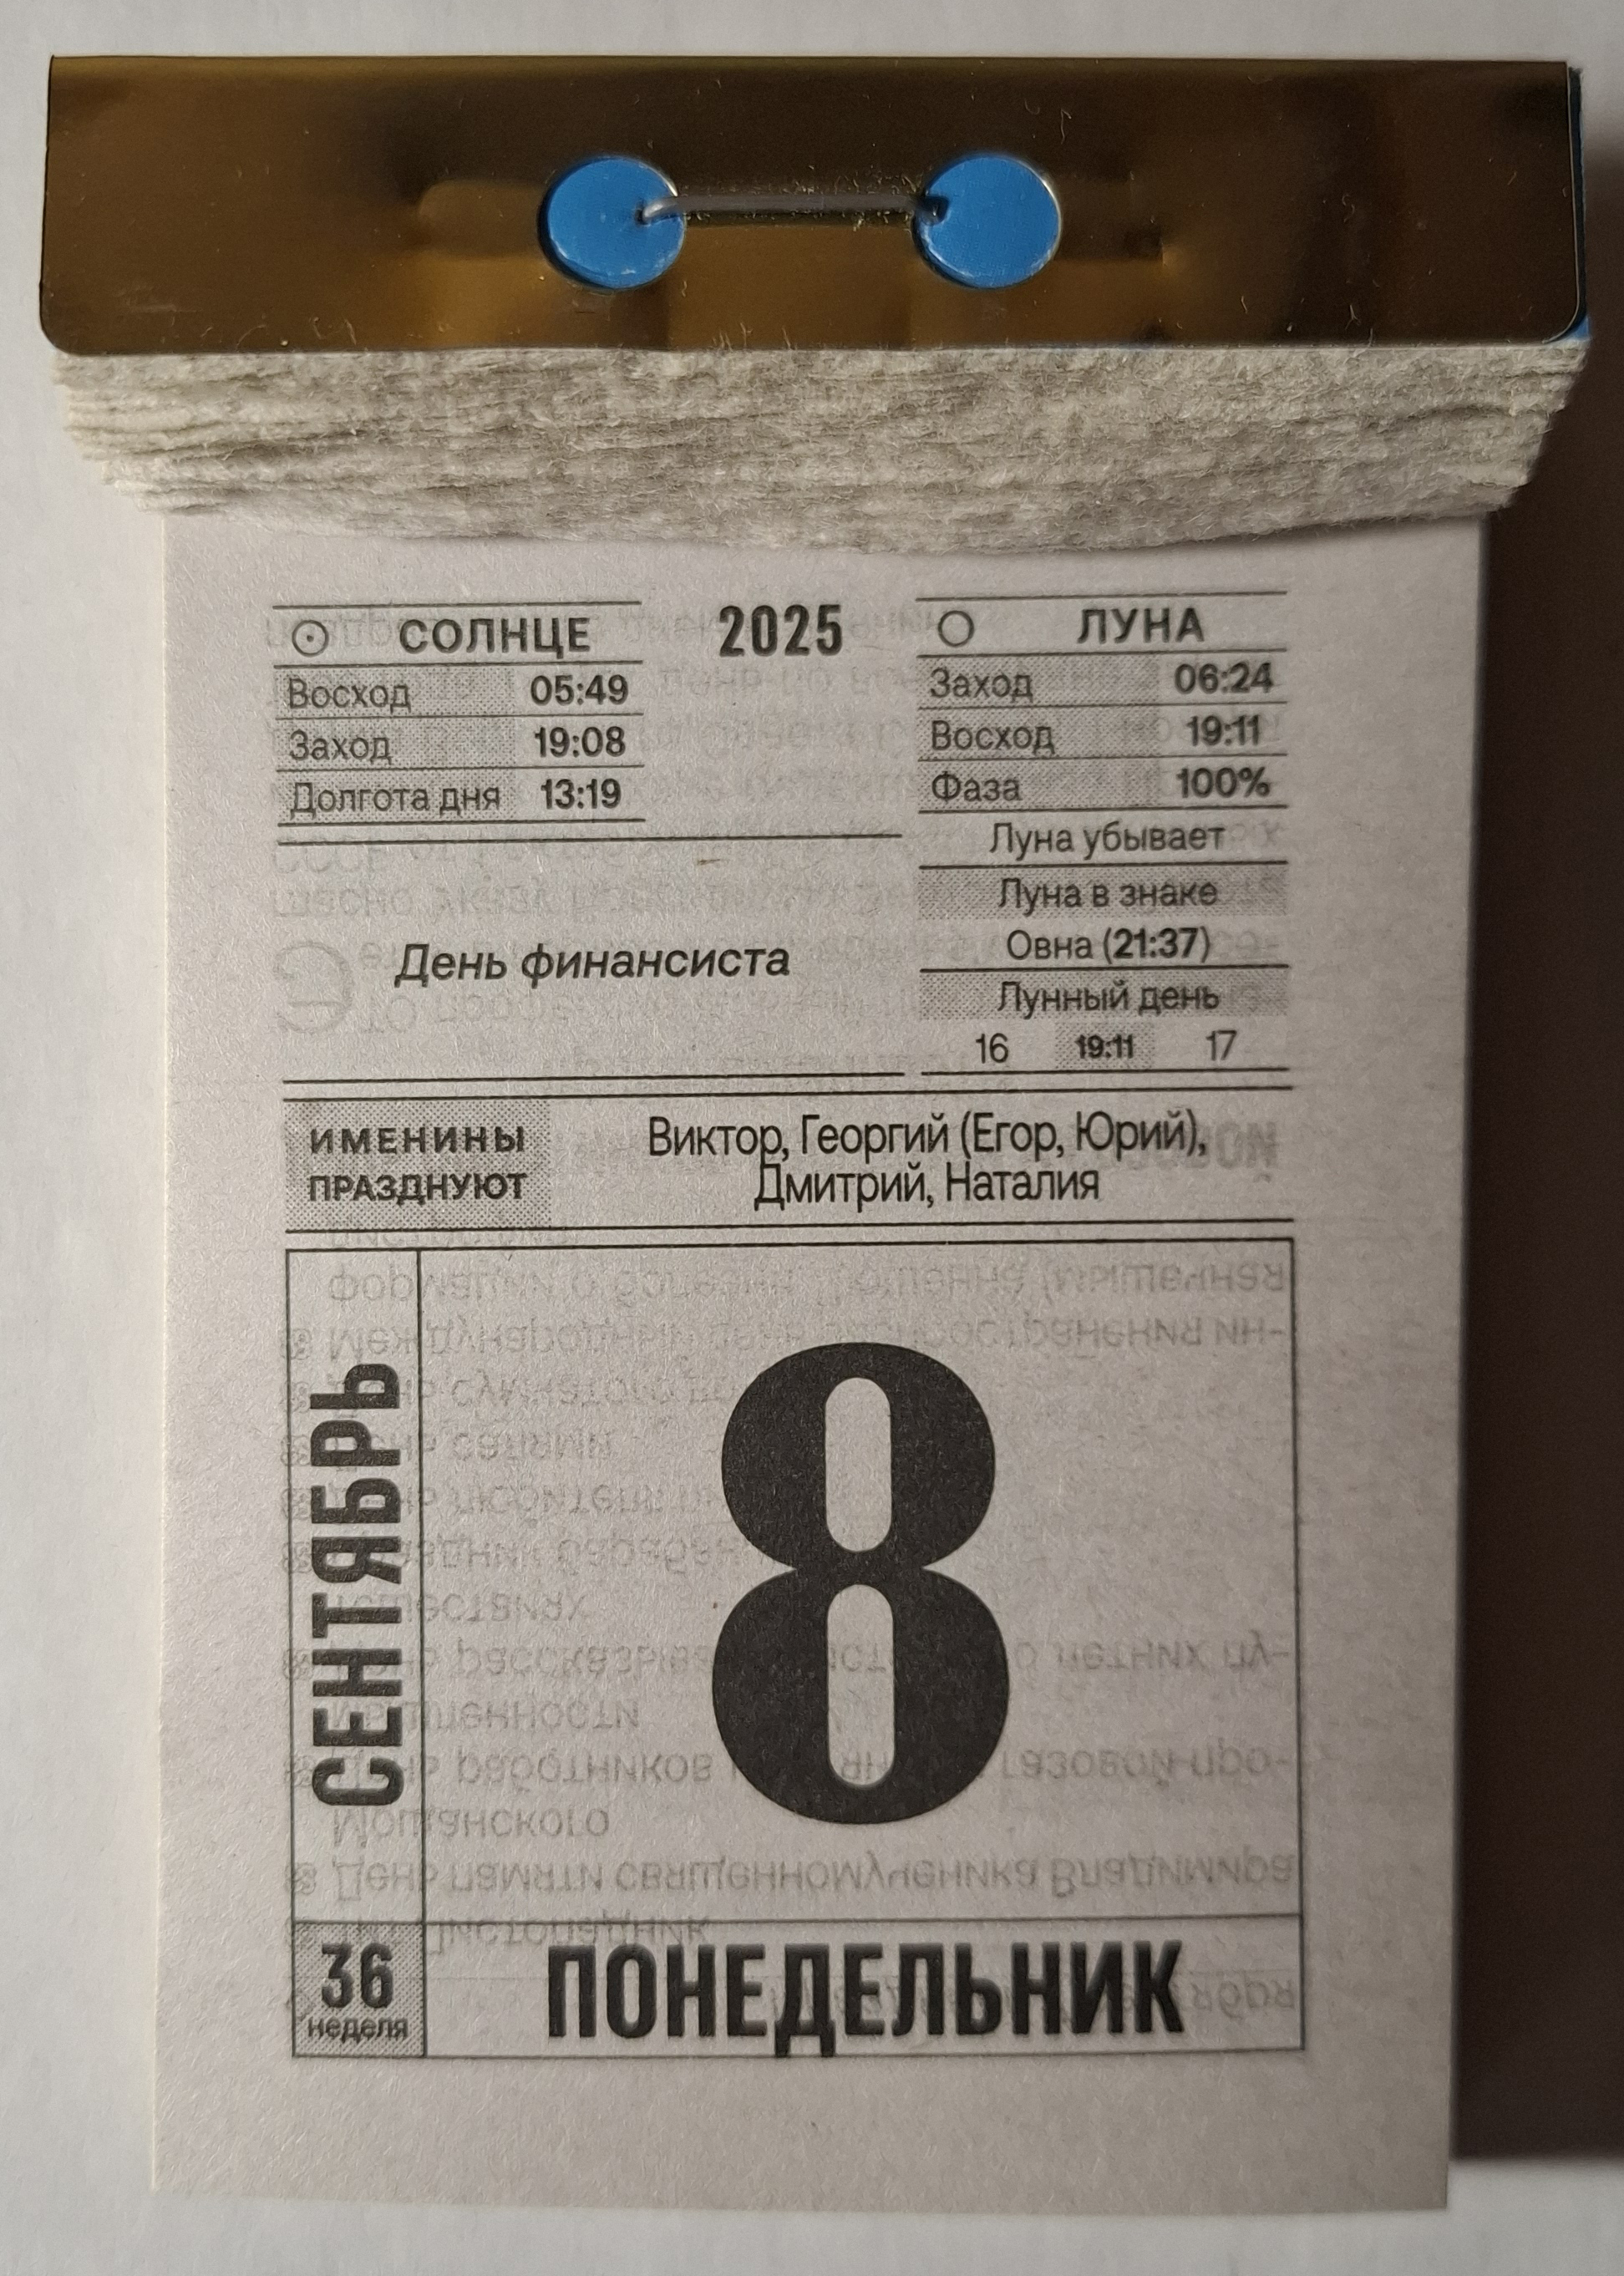 СОЛНЦЕ
Восход 05:49
Заход 19:08
Долгота дня 13:19
2025
ЛУНА
Заход 06:24
Восход 19:11
Фаза 100%
Луна убывает
Луна в знаке
Овна (21:37)
Лунный день
16 19:11 17
День финансиста
ИМЕНИНЫ
ПРАЗДНУЮТ
Виктор, Георгий (Егор, Юрий),
Дмитрий, Наталия
СЕНТЯБРЬ
8
36
неделя
ПОНЕДЕЛЬНИК